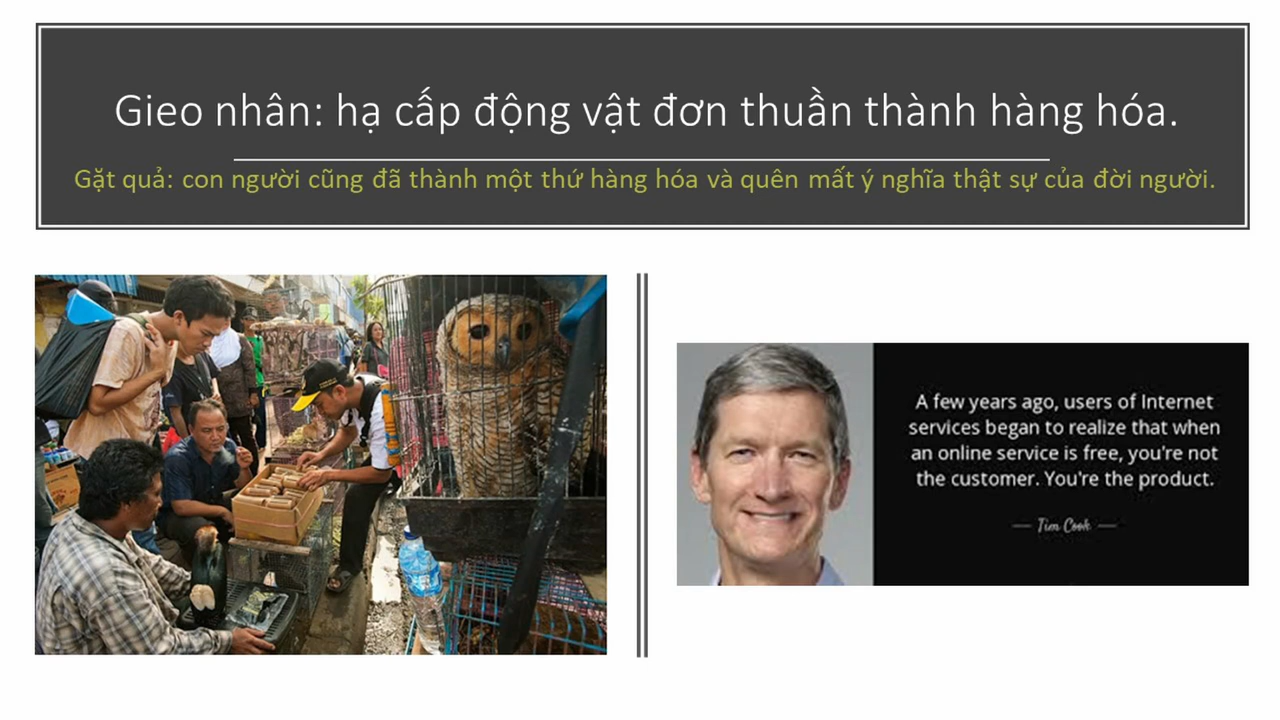 Gieo nhân: hạ cấp động vật đơn thuần thành hàng hóa.
Gặt quả: con người cũng đã thành một thứ hàng hóa và quên mất ý nghĩa thật sự của đời người.
A few years ago, users of Internet
services began to realize that when
an online service is free, you're not
the customer. You're the product.
— Tim Cook —